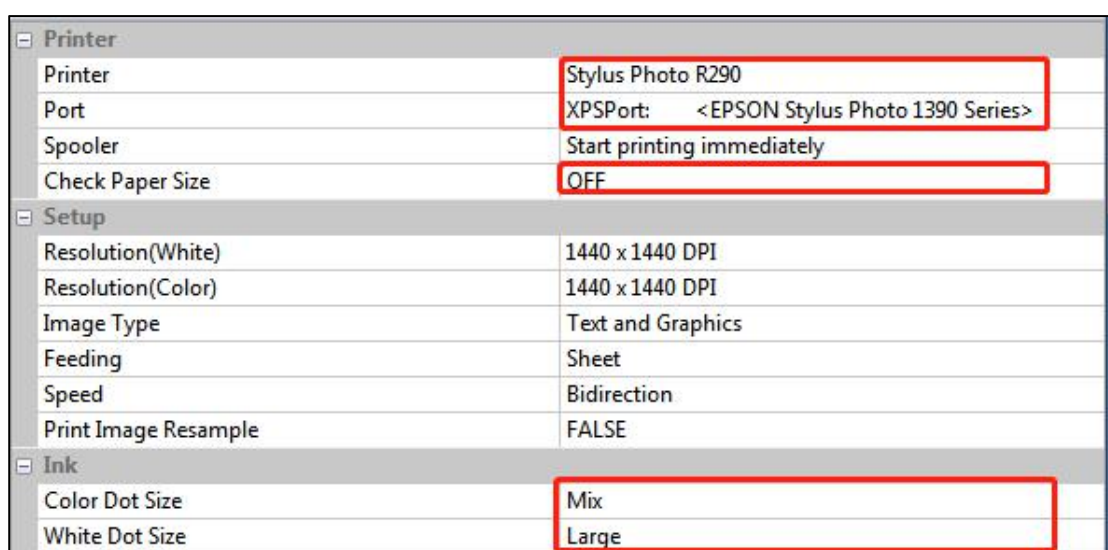 Printer
Printer Stylus Photo R290
Port XPSPort: <EPSON Stylus Photo 1390 Series>
Spooler Start printing immediately
Check Paper Size OFF
Setup
Resolution(White) 1440 x 1440 DPI
Resolution(Color) 1440 x 1440 DPI
Image Type Text and Graphics
Feeding Sheet
Speed Bidirection
Print Image Resample FALSE
Ink
Color Dot Size Mix
White Dot Size Large